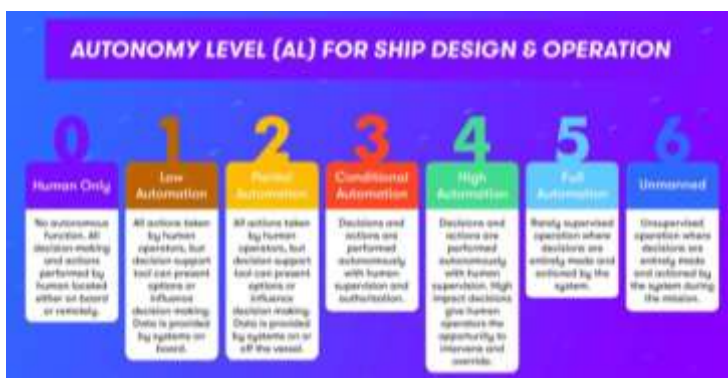 AUTONOMY LEVEL (AL) FOR SHIP DESIGN & OPERATION
0
Human Only
No autonomous
function. All
decision-making
and actions
performed by
human located
either on board
or remotely.
1
Low
Automation
All actions taken
by human
operators, but
decision support
tool can present
options or
influence
decision making.
Data is provided
by systems on
board.
2
Partial
Automation
All actions taken
by human
operators, but
decision support
tool can present
options or
influence
decision making.
Data is provided
by systems on or
off the vessel.
3
Conditional
Automation
Decisions and
actions are
performed
autonomously
with human
supervision and
authorisation.
4
High
Automation
Decisions and
actions are
performed
autonomously
with human
supervision. High
impact decisions
give human
operators the
opportunity to
intervene and
override.
5
Full
Automation
Rarely supervised
operation where
decisions are
entirely made and
actioned by the
system.
6
Unmanned
Unsupervised
operation where
decisions are
entirely made
and actioned by
the system during
the mission.